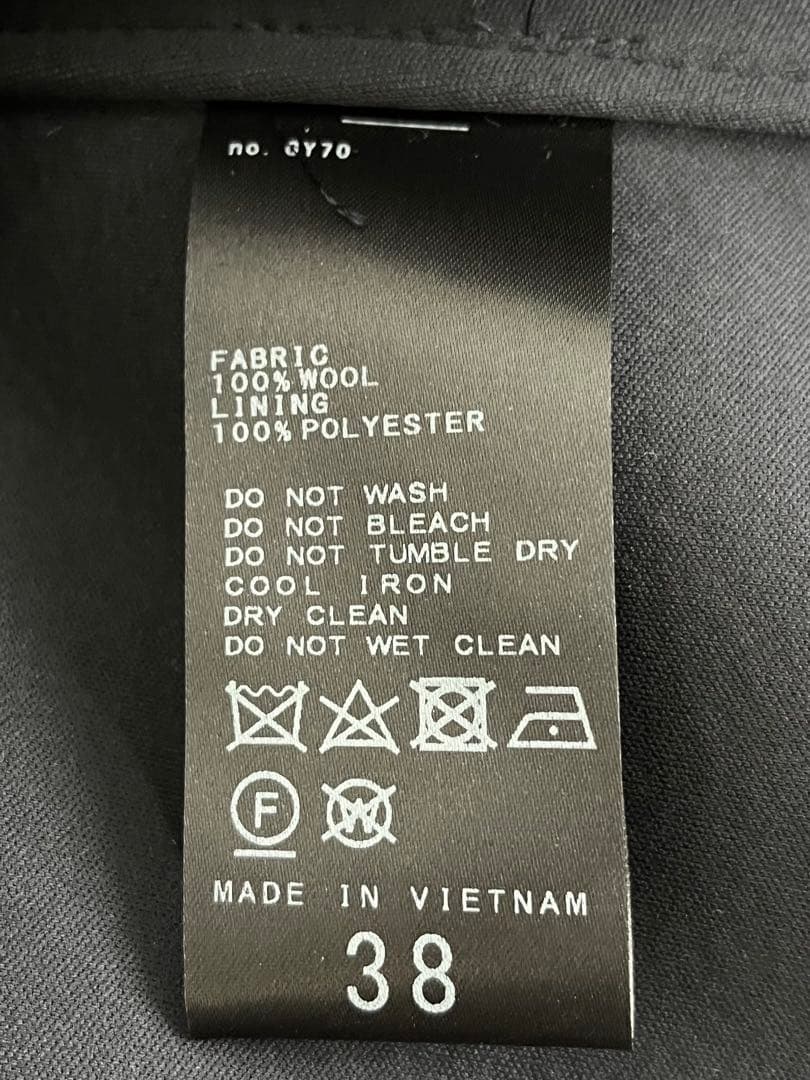 no. GY70
FABRIC
100% WOOL
LINING
100% POLYESTER
DO NOT WASH
DO NOT BLEACH
DO NOT TUMBLE DRY
COOL IRON
DRY CLEAN
DO NOT WET CLEAN
F W
MADE IN VIETNAM
38